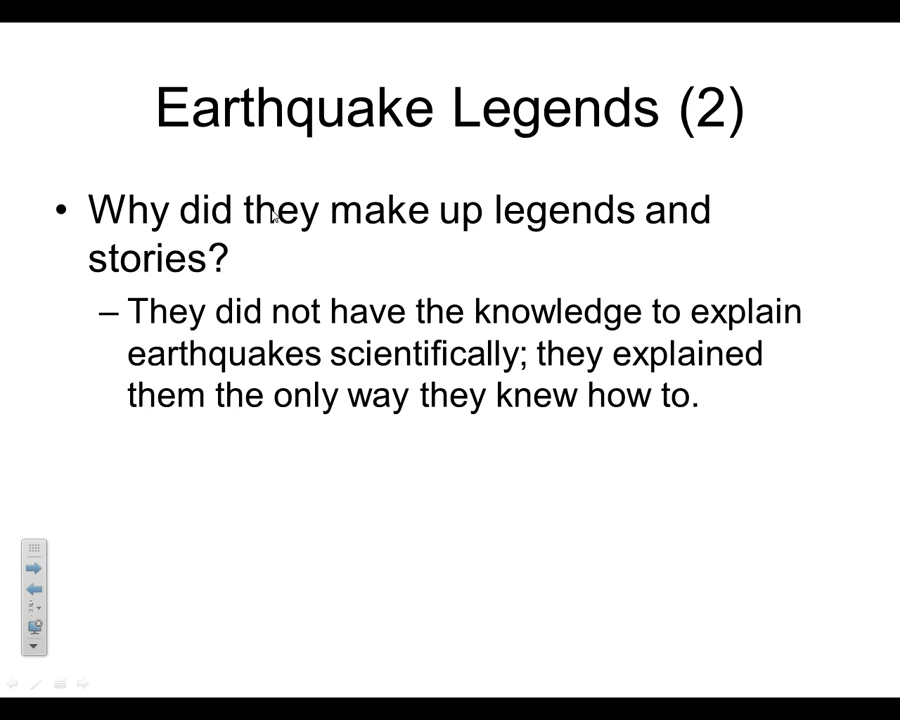 Earthquake Legends (2)
• Why did they make up legends and
stories?
– They did not have the knowledge to explain
earthquakes scientifically; they explained
them the only way they knew how to.